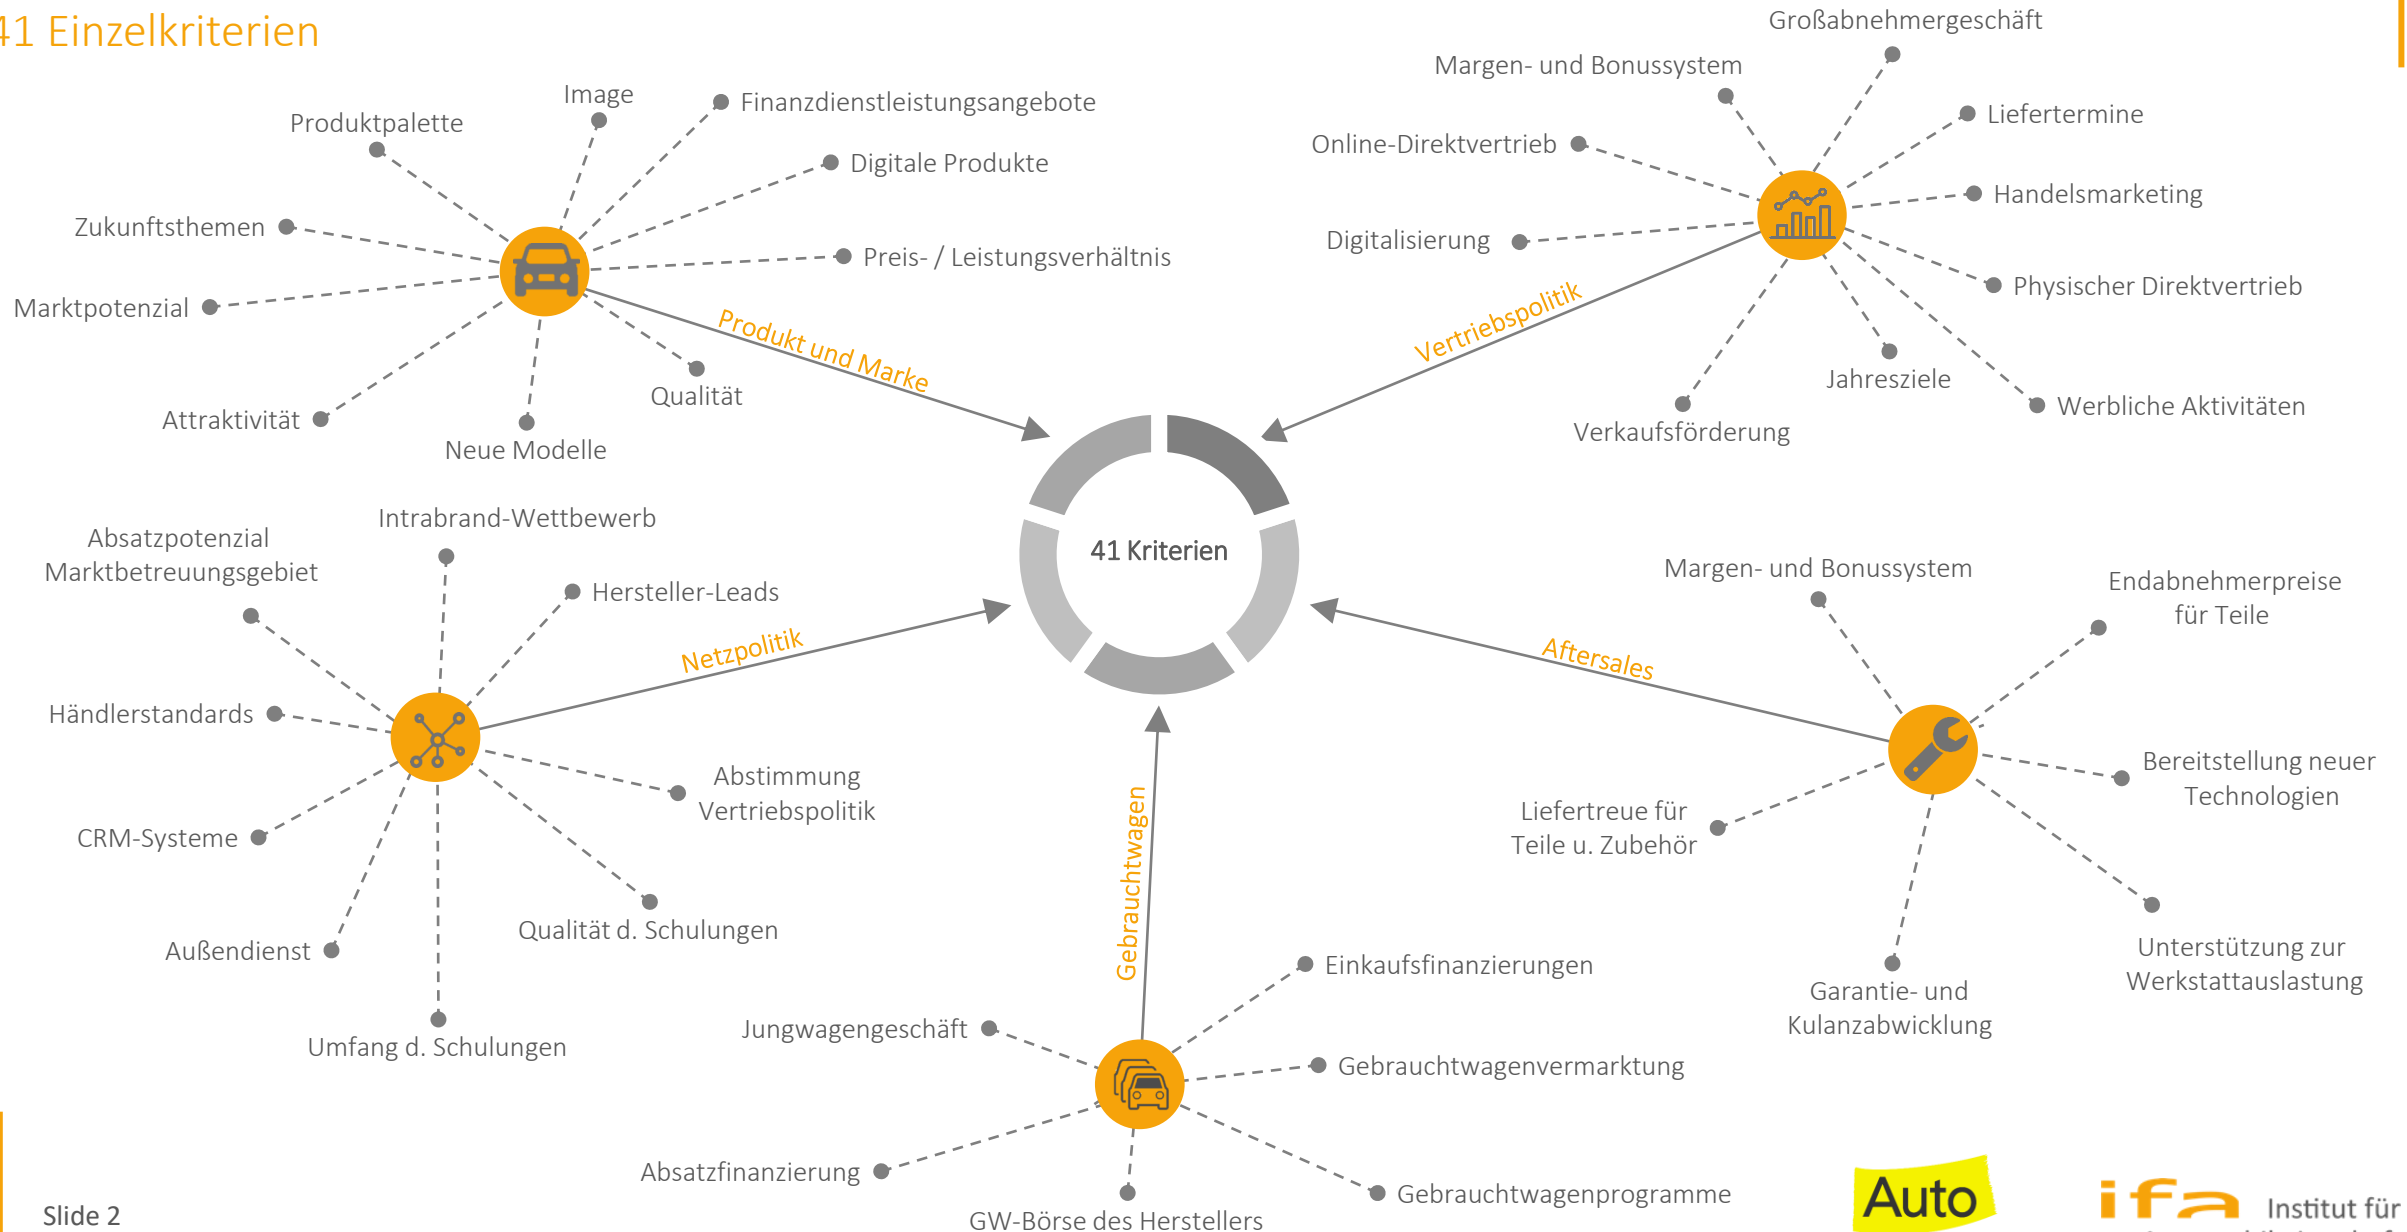 41 Einzelkriterien
Image
Finanzdienstleistungsangebote
Produktpalette
Digitale Produkte
Zukunftsthemen
Preis- / Leistungsverhältnis
Marktpotenzial
Produkt und Marke
Qualität
Attraktivität
Neue Modelle
Großabnehmergeschäft
Margen- und Bonussystem
Liefertermine
Online-Direktvertrieb
Handelsmarketing
Digitalisierung
Physischer Direktvertrieb
Vertriebspolitik
Jahresziele
Werbliche Aktivitäten
Verkaufsförderung
41 Kriterien
Intrabrand-Wettbewerb
Absatzpotenzial
Marktbetreuungsgebiet
Hersteller-Leads
Netzpolitik
Händlerstandards
Abstimmung
Vertriebspolitik
CRM-Systeme
Qualität d. Schulungen
Außendienst
Umfang d. Schulungen
Margen- und Bonussystem
Endabnehmerpreise
für Teile
Aftersales
Bereitstellung neuer
Technologien
Liefertreue für
Teile u. Zubehör
Unterstützung zur
Werkstattauslastung
Garantie- und
Kulanzabwicklung
Gebrauchtwagen
Einkaufsfinanzierungen
Jungwagengeschäft
Gebrauchtwagenvermarktung
Absatzfinanzierung
Gebrauchtwagenprogramme
GW-Börse des Herstellers
Slide 2
Auto
ifa
Institut für